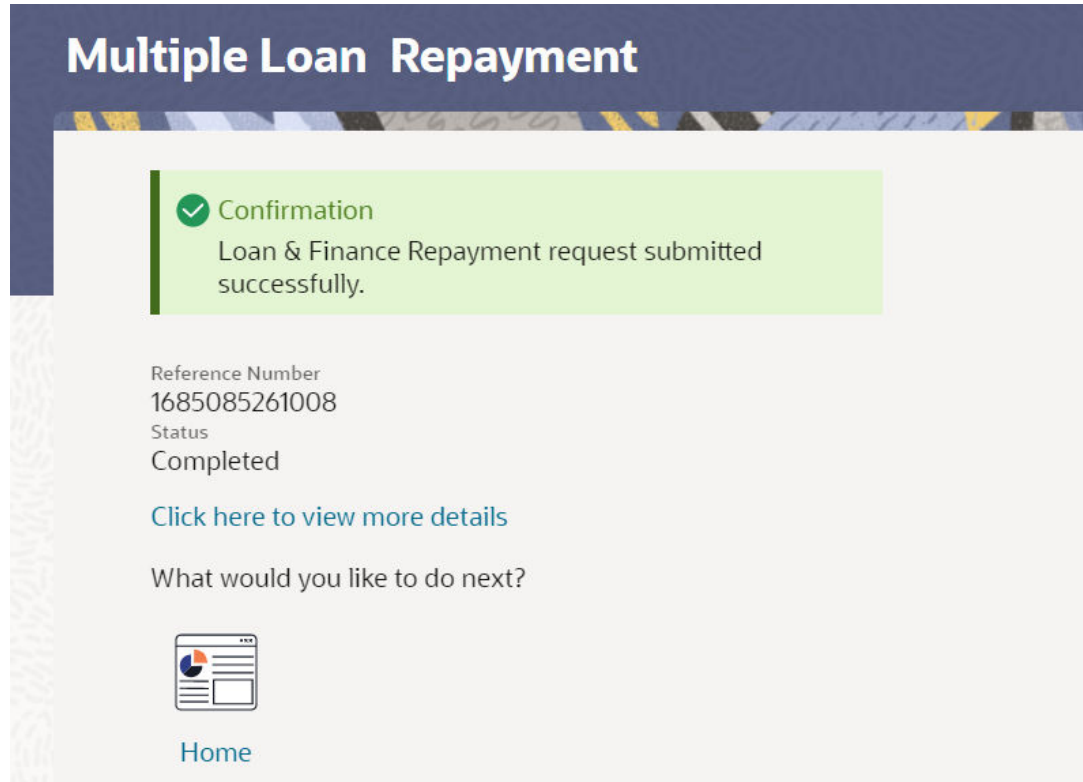 Multiple Loan Repayment
Confirmation
Loan & Finance Repayment request submitted
successfully.
Reference Number
1685085261008
Status
Completed
Click here to view more details
What would you like to do next?
Home